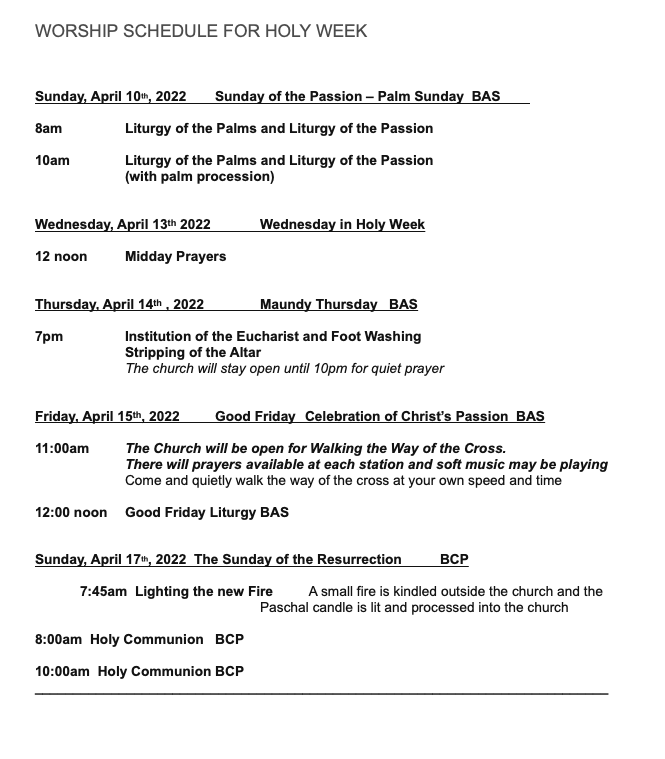 WORSHIP SCHEDULE FOR HOLY WEEK
Sunday, April 10th, 2022 Sunday of the Passion – Palm Sunday BAS
8am Liturgy of the Palms and Liturgy of the Passion
10am Liturgy of the Palms and Liturgy of the Passion
(with palm procession)
Wednesday, April 13th 2022 Wednesday in Holy Week
12 noon Midday Prayers
Thursday, April 14th , 2022 Maundy Thursday BAS
7pm Institution of the Eucharist and Foot Washing
Stripping of the Altar
The church will stay open until 10pm for quiet prayer
Friday, April 15th, 2022 Good Friday Celebration of Christ's Passion BAS
11:00am The Church will be open for Walking the Way of the Cross.
There will prayers available at each station and soft music may be playing
Come and quietly walk the way of the cross at your own speed and time
12:00 noon Good Friday Liturgy BAS
Sunday, April 17th, 2022 The Sunday of the Resurrection BCP
7:45am Lighting the new Fire A small fire is kindled outside the church and the
Paschal candle is lit and processed into the church
8:00am Holy Communion BCP
10:00am Holy Communion BCP